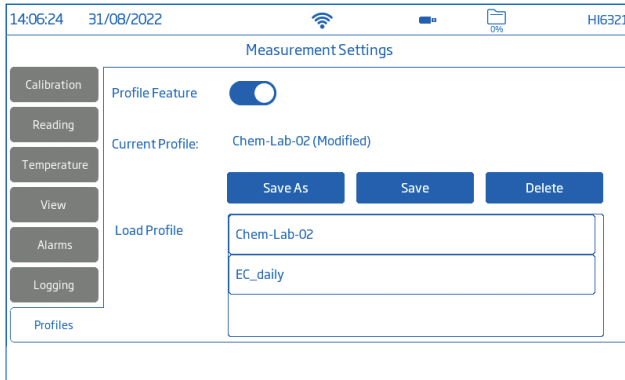 14:06:24 31/08/2022 0% HI6321
Measurement Settings
Calibration
Profile Feature
Reading
Current Profile: Chem-Lab-02 (Modified)
Temperature
Save As Save Delete
View
Load Profile
Chem-Lab-02
Alarms
EC_daily
Logging
Profiles